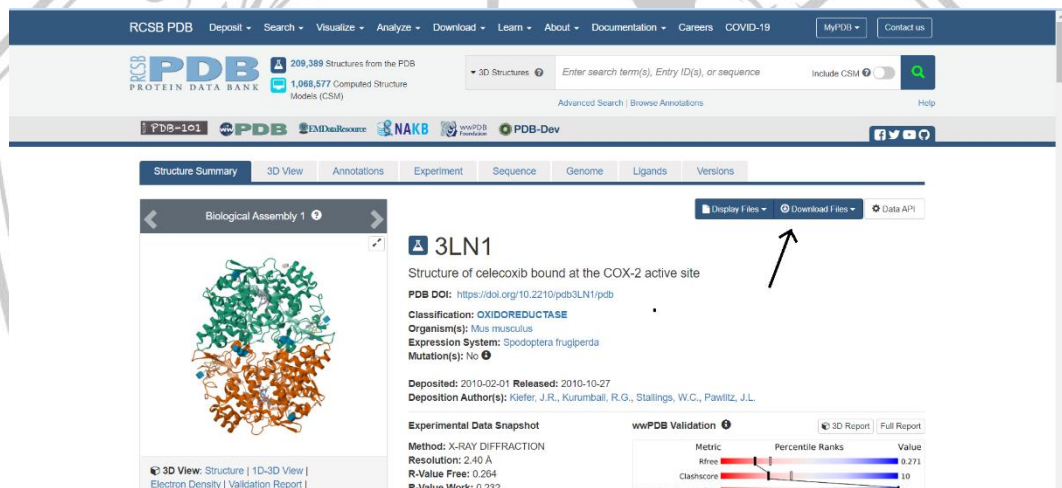 RCSB PDB Deposit Search Visualize Analyze Download Learn About Documentation Careers COVID-19 MyPDB Contact us
RCSB PDB
PROTEIN DATA BANK
209,389 Structures from the PDB
1,068,577 Computed Structure
Models (CSM)
3D Structures Enter search term(s), Entry ID(s), or sequence Include CSM
Advanced Search | Browse Annotations Help
PDB-101 PDB EMDataResource NAKB wwPDB Foundation PDB-Dev
Structure Summary 3D View Annotations Experiment Sequence Genome Ligands Versions
Biological Assembly 1
Display Files Download Files Data API
3LN1
Structure of celecoxib bound at the COX-2 active site
PDB DOI: https://doi.org/10.2210/pdb3LN1/pdb
Classification: OXIDOREDUCTASE
Organism(s): Mus musculus
Expression System: Spodoptera frugiperda
Mutation(s): No
Deposited: 2010-02-01 Released: 2010-10-27
Deposition Author(s): Kiefer, J.R., Kurumbail, R.G., Stallings, W.C., Pawlitz, J.L.
Experimental Data Snapshot
Method: X-RAY DIFFRACTION
Resolution: 2.40 Å
R-Value Free: 0.264
R-Value Work: 0.232
wwPDB Validation 3D Report Full Report
Metric Percentile Ranks Value
Rfree 0.271
Clashscore 10
3D View: Structure | 1D-3D View |
Electron Density | Validation Report |